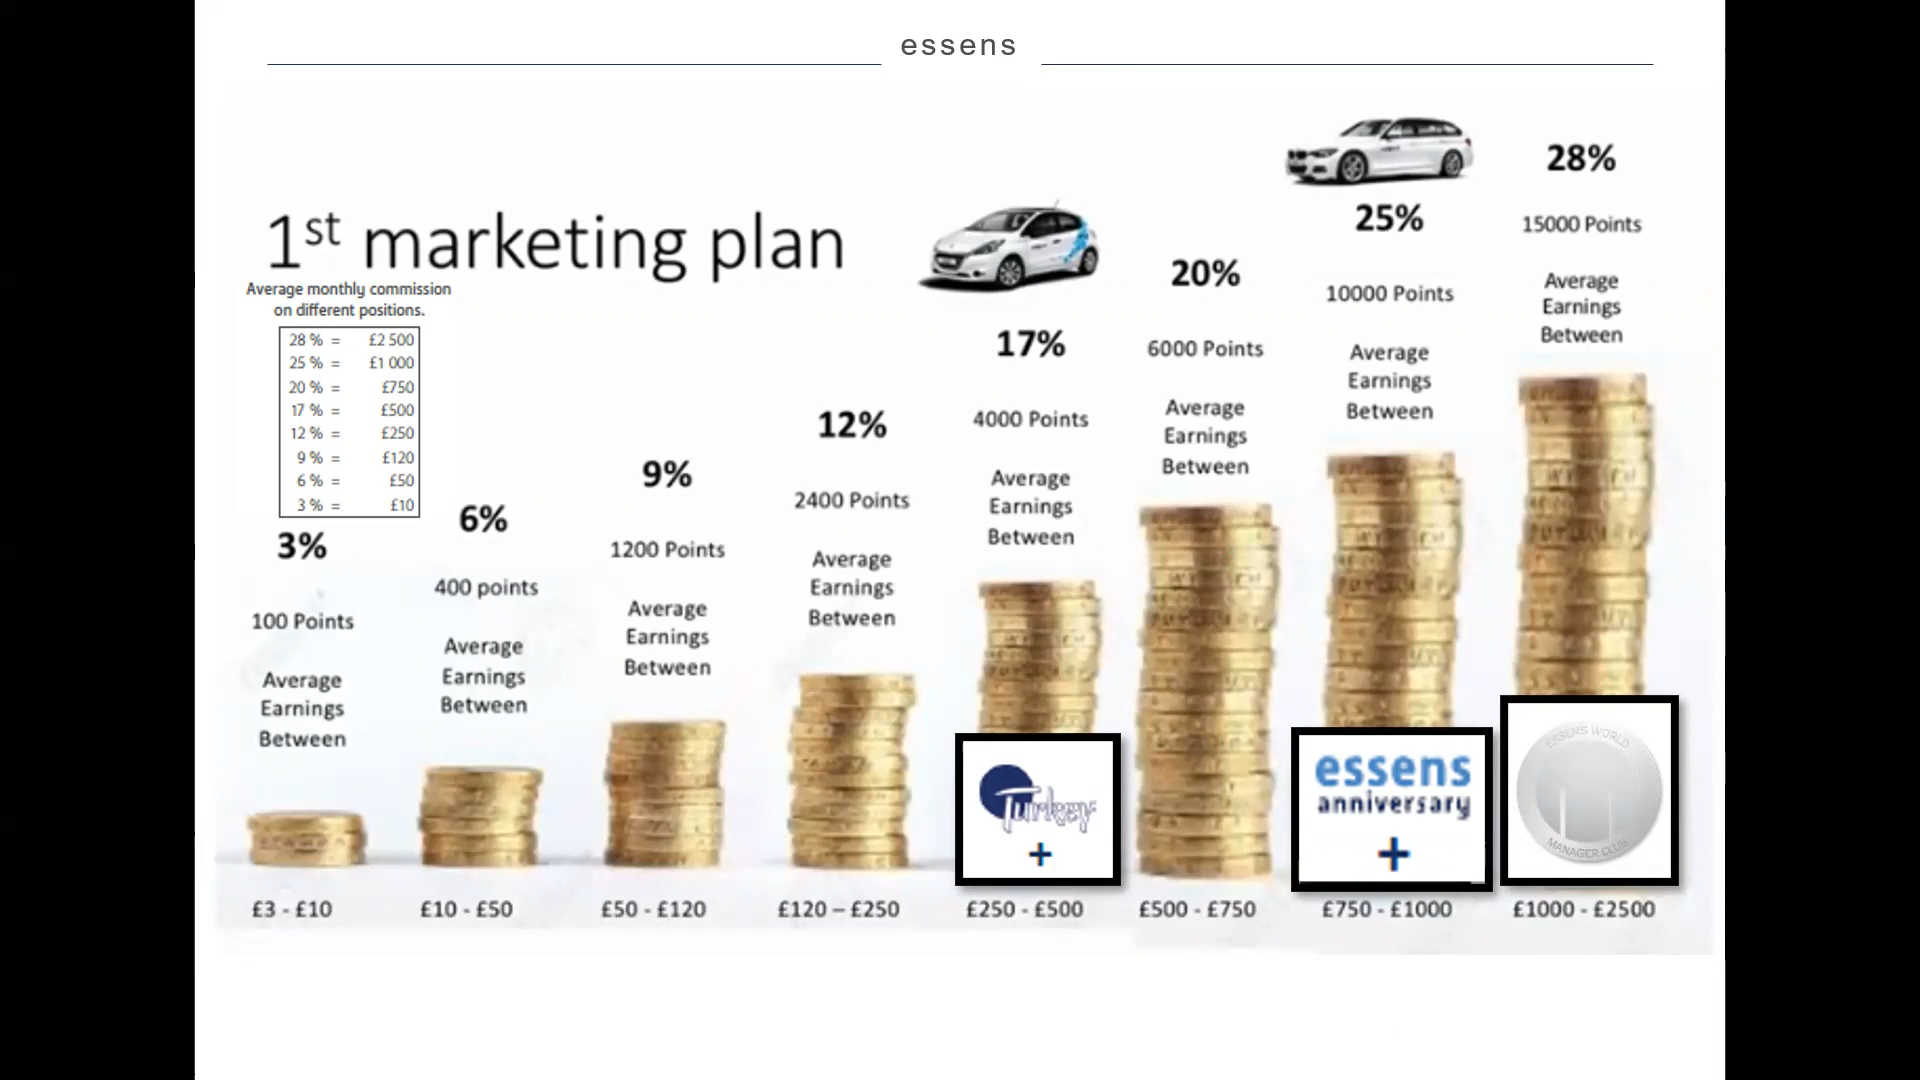 essens
1st marketing plan
Average monthly commission
on different positions.
28 % = £2 500
25 % = £1 000
20 % = £750
17 % = £500
12 % = £250
9 % = £120
6 % = £50
3 % = £10
3%
100 Points
Average
Earnings
Between
£3 - £10
6%
400 points
Average
Earnings
Between
£10 - £50
9%
1200 Points
Average
Earnings
Between
£50 - £120
12%
2400 Points
Average
Earnings
Between
£120 – £250
17%
4000 Points
Average
Earnings
Between
Turkey
+
£250 - £500
20%
6000 Points
Average
Earnings
Between
£500 - £750
25%
10000 Points
Average
Earnings
Between
essens
anniversary
+
£750 - £1000
28%
15000 Points
Average
Earnings
Between
ESSENS WORLD
MANAGER CLUB
£1000 - £2500